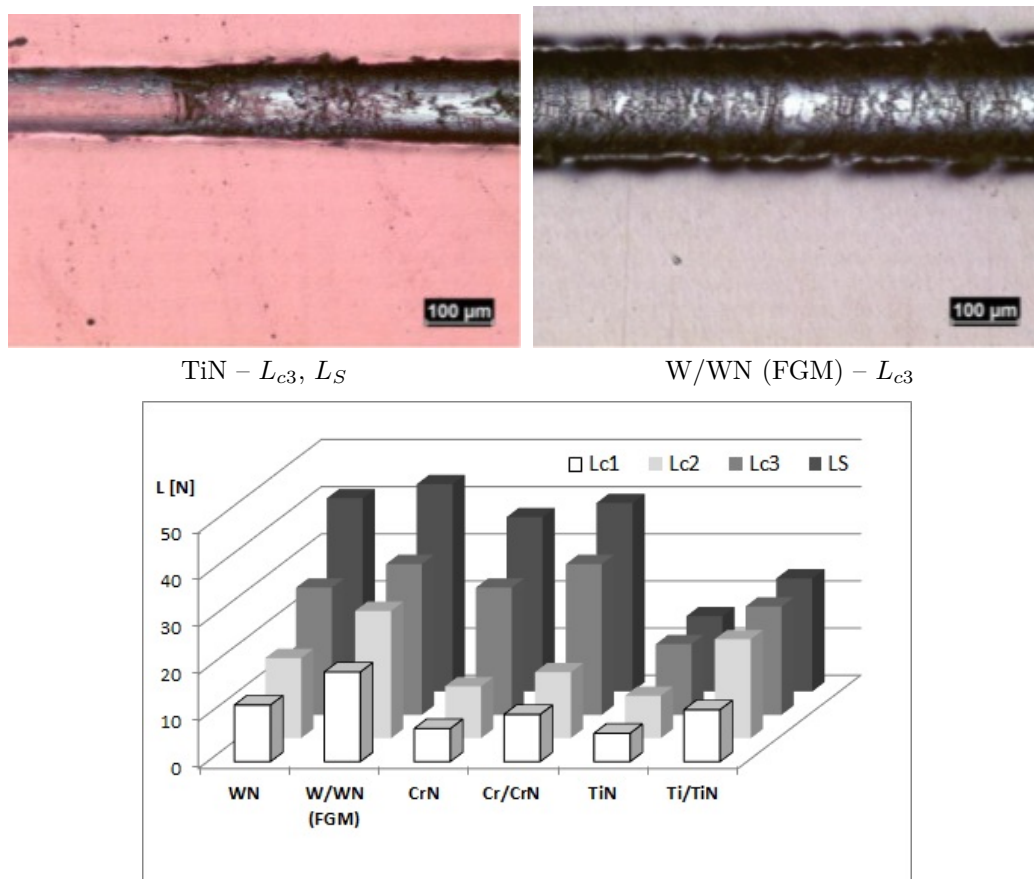 100 µm
100 µm
TiN – Lc3, LS
W/WN (FGM) – Lc3
Lc1 Lc2 Lc3 LS
L [N]
50
40
30
20
10
0
WN W/WN (FGM) CrN Cr/CrN TiN Ti/TiN